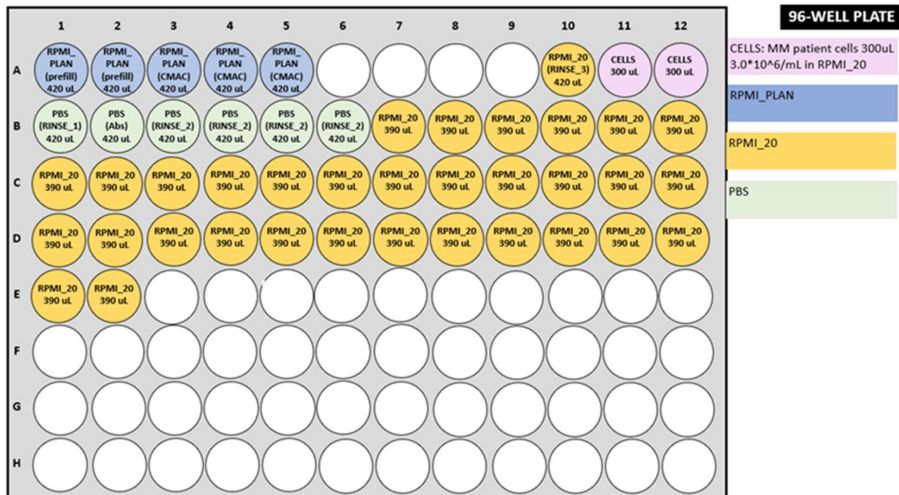 96-WELL PLATE
1 2 3 4 5 6 7 8 9 10 11 12
A
RPMI_
PLAN
(prefill)
420 uL
RPMI_
PLAN
(prefill)
420 uL
RPMI_
PLAN
(CMAC)
420 uL
RPMI_
PLAN
(CMAC)
420 uL
RPMI_
PLAN
(CMAC)
420 uL
RPMI_20
(RINSE_3)
420 uL
CELLS
300 uL
CELLS
300 uL
B
PBS
(RINSE_1)
420 uL
PBS
(Abs)
420 uL
PBS
(RINSE_2)
420 uL
PBS
(RINSE_2)
420 uL
PBS
(RINSE_2)
420 uL
PBS
(RINSE_2)
420 uL
RPMI_20
390 uL
RPMI_20
390 uL
RPMI_20
390 uL
RPMI_20
390 uL
RPMI_20
390 uL
RPMI_20
390 uL
C
RPMI_20
390 uL
RPMI_20
390 uL
RPMI_20
390 uL
RPMI_20
390 uL
RPMI_20
390 uL
RPMI_20
390 uL
RPMI_20
390 uL
RPMI_20
390 uL
RPMI_20
390 uL
RPMI_20
390 uL
RPMI_20
390 uL
RPMI_20
390 uL
D
RPMI_20
390 uL
RPMI_20
390 uL
RPMI_20
390 uL
RPMI_20
390 uL
RPMI_20
390 uL
RPMI_20
390 uL
RPMI_20
390 uL
RPMI_20
390 uL
RPMI_20
390 uL
RPMI_20
390 uL
RPMI_20
390 uL
RPMI_20
390 uL
E
RPMI_20
390 uL
RPMI_20
390 uL
F
G
H
CELLS: MM patient cells 300uL
3.0*10^6/mL in RPMI_20
RPMI_PLAN
RPMI_20
PBS